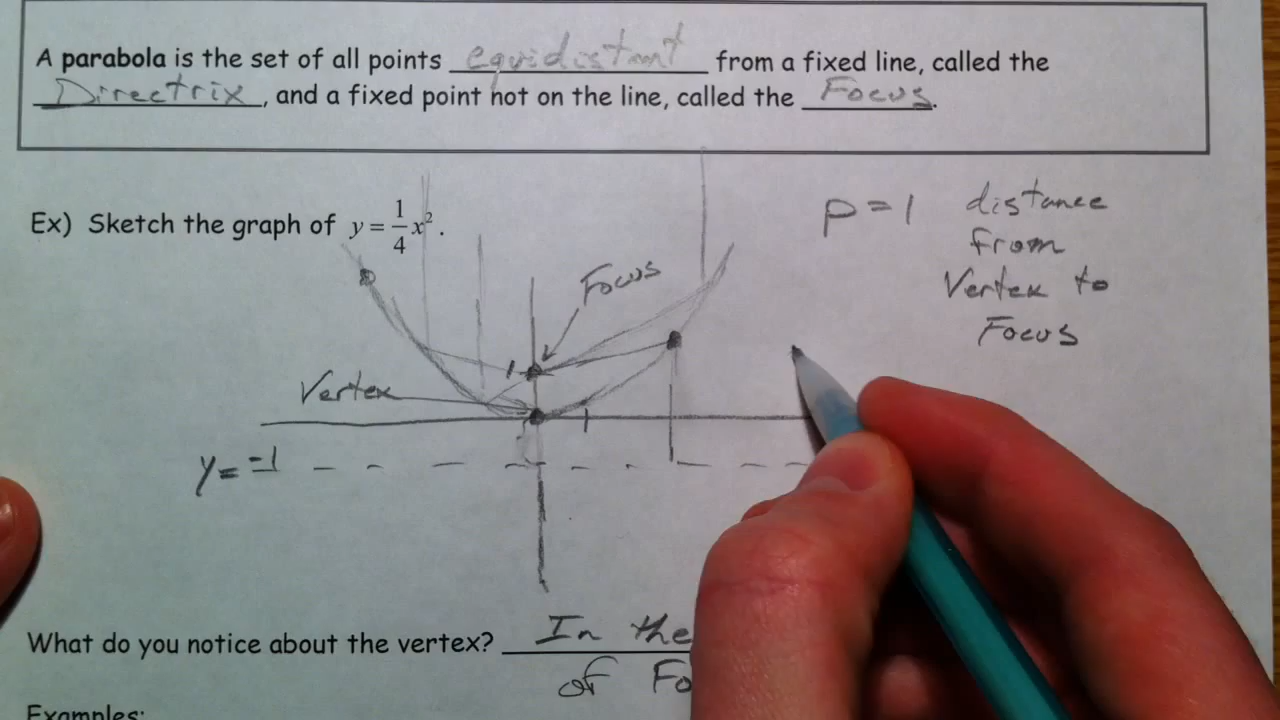 A parabola is the set of all points equidistant from a fixed line, called the
Directrix, and a fixed point not on the line, called the Focus.
Ex) Sketch the graph of y = 1/4 x².
p = 1 distance
from
Vertex to
Focus
Focus
1
Vertex
1
y = -1
What do you notice about the vertex? In the
of Fo
Examples: